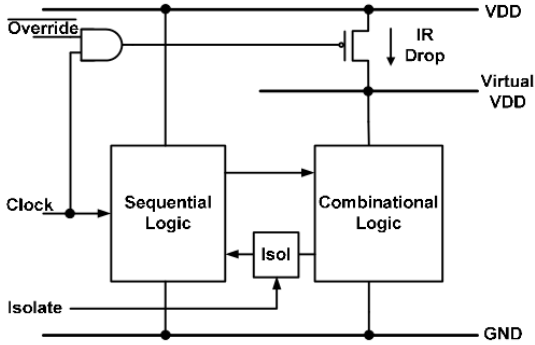 VDD
Override
IR
Drop
Virtual
VDD
Sequential
Logic
Combinational
Logic
Clock
Isol
Isolate
GND